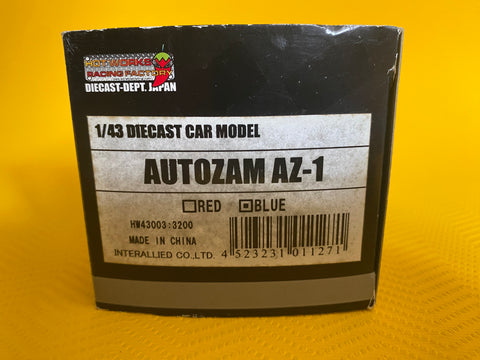 HOTWORKS
RACING FACTORY
DIECAST-DEPT. JAPAN
1/43 DIECAST CAR MODEL
AUTOZAM AZ-1
RED BLUE
HW43003:3200
MADE IN CHINA
INTERALLIED CO.,LTD.
4 523231 011271